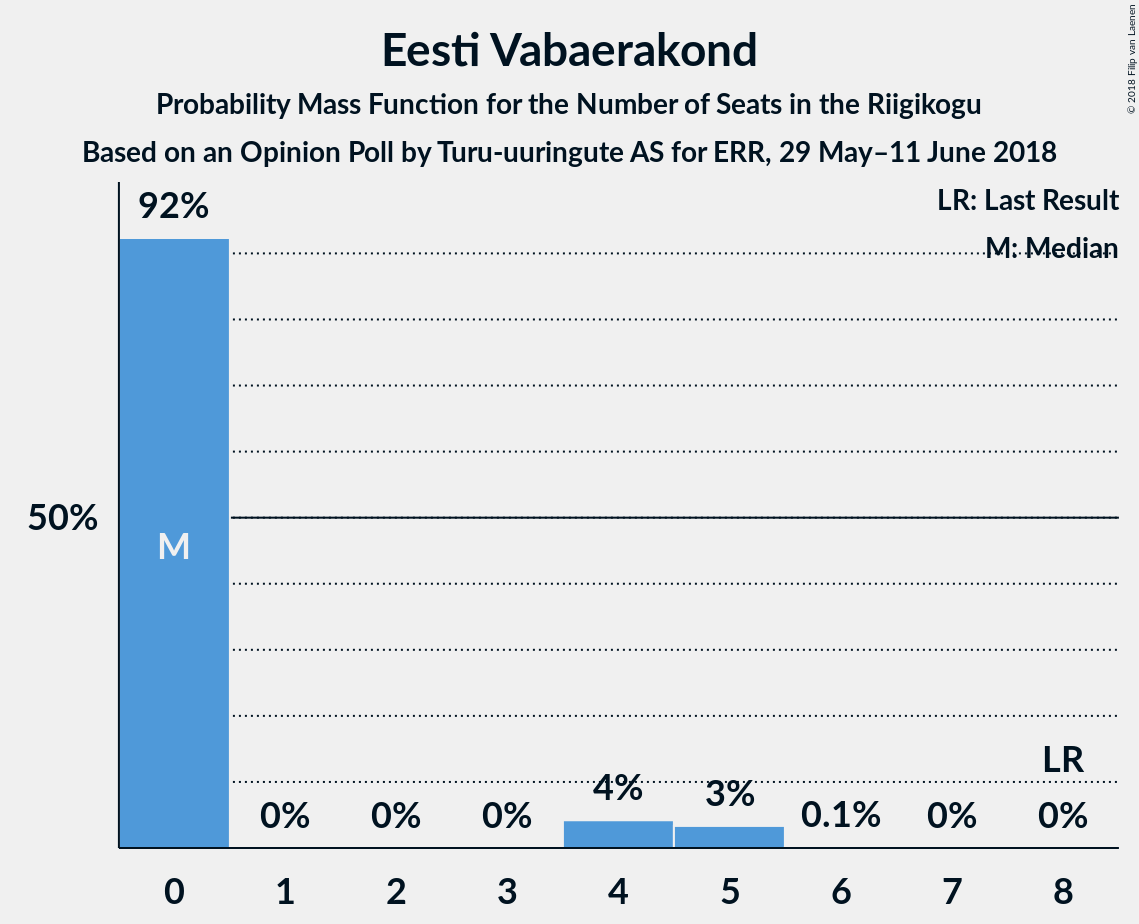 Eesti Vabaerakond
Probability Mass Function for the Number of Seats in the Riigikogu
Based on an Opinion Poll by Turu-uuringute AS for ERR, 29 May–11 June 2018
© 2018 Filip van Laenen
LR: Last Result
M: Median
92%
50%
M
LR
0% 0% 0% 4% 3% 0.1% 0% 0%
0 1 2 3 4 5 6 7 8